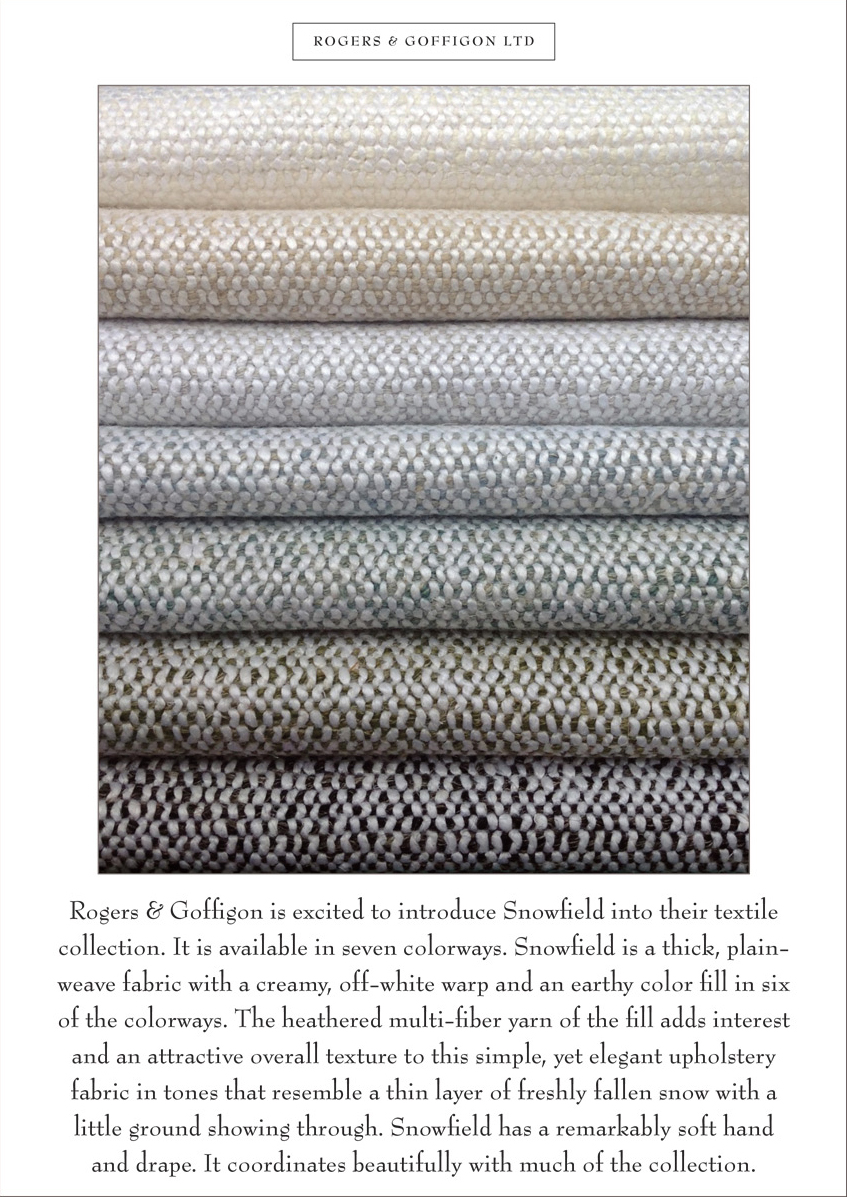 ROGERS & GOFFIGON LTD
Rogers & Goffigon is excited to introduce Snowfield into their textile
collection. It is available in seven colorways. Snowfield is a thick, plain-
weave fabric with a creamy, off-white warp and an earthy color fill in six
of the colorways. The heathered multi-fiber yarn of the fill adds interest
and an attractive overall texture to this simple, yet elegant upholstery
fabric in tones that resemble a thin layer of freshly fallen snow with a
little ground showing through. Snowfield has a remarkably soft hand
and drape. It coordinates beautifully with much of the collection.